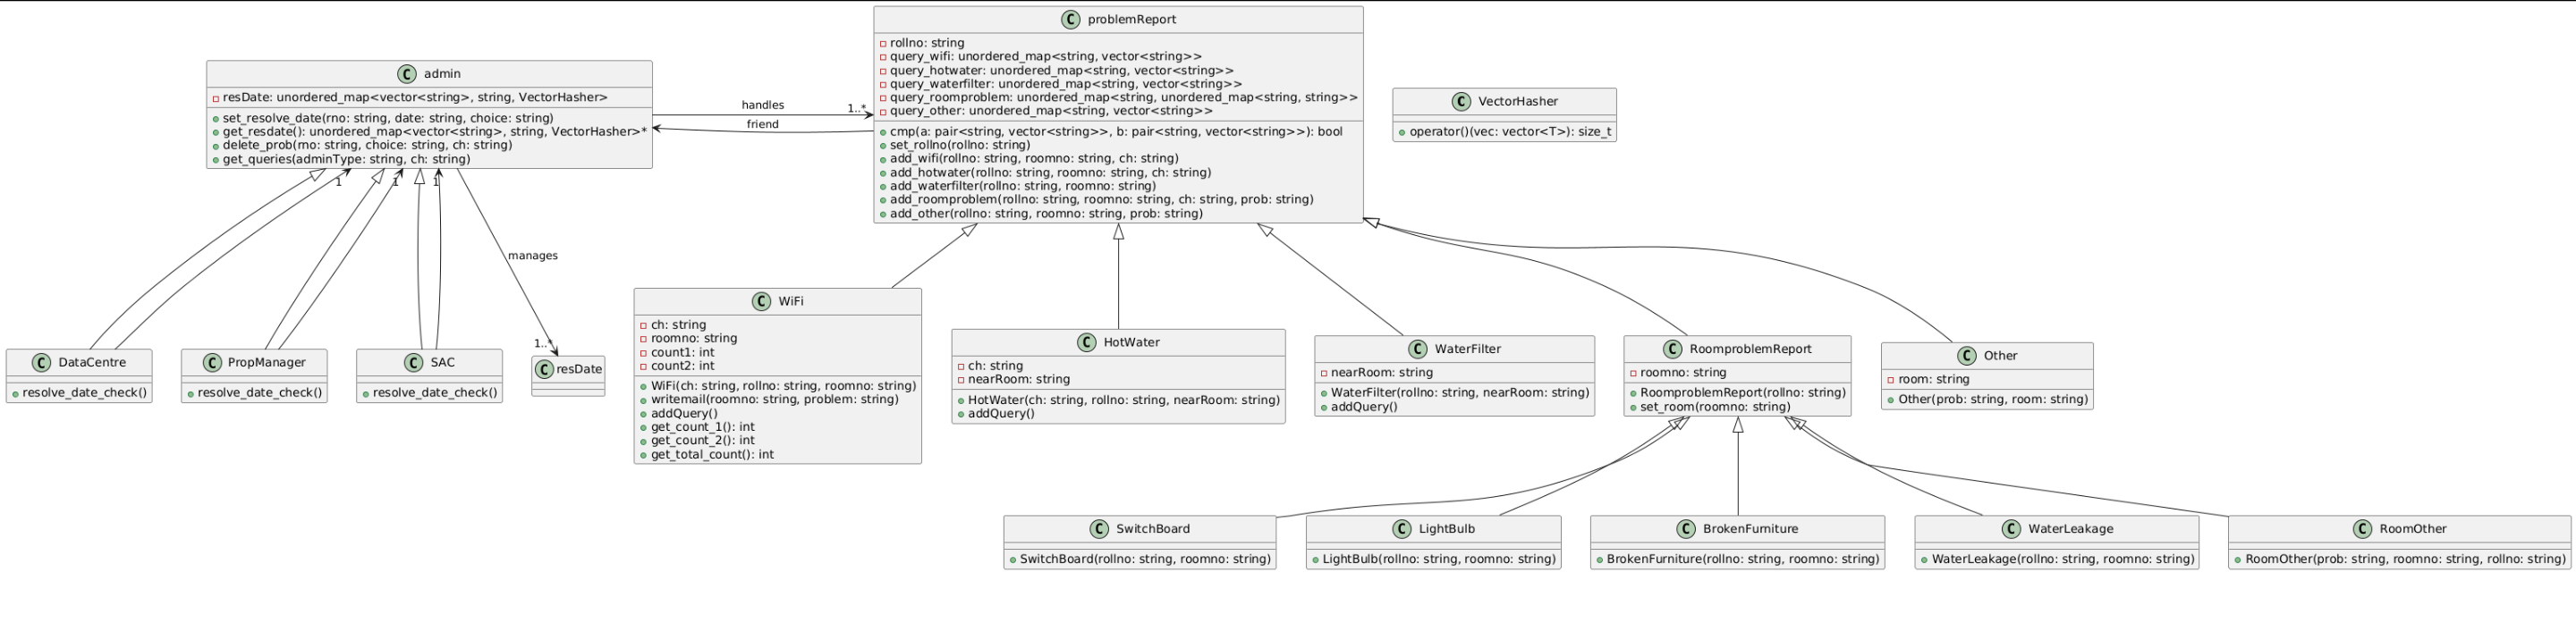 problemReport
rollno: string
query_wifi: unordered_map<string, vector<string>>
query_hotwater: unordered_map<string, vector<string>>
query_waterfilter: unordered_map<string, vector<string>>
query_roomproblem: unordered_map<string, unordered_map<string, string>>
query_other: unordered_map<string, vector<string>>
cmp(a: pair<string, vector<string>>, b: pair<string, vector<string>>): bool
set_rollno(rollno: string)
add_wifi(rollno: string, roomno: string, ch: string)
add_hotwater(rollno: string, roomno: string, ch: string)
add_waterfilter(rollno: string, roomno: string)
add_roomproblem(rollno: string, roomno: string, ch: string, prob: string)
add_other(rollno: string, roomno: string, prob: string)
admin
resDate: unordered_map<vector<string>, string, VectorHasher>
set_resolve_date(rno: string, date: string, choice: string)
get_resdate(): unordered_map<vector<string>, string, VectorHasher>*
delete_prob(rno: string, choice: string, ch: string)
get_queries(adminType: string, ch: string)
handles
1..*
friend
VectorHasher
operator()(vec: vector<T>): size_t
1
1
1
manages
1..*
DataCentre
resolve_date_check()
PropManager
resolve_date_check()
SAC
resolve_date_check()
resDate
WiFi
ch: string
roomno: string
count1: int
count2: int
WiFi(ch: string, rollno: string, roomno: string)
writemail(roomno: string, problem: string)
addQuery()
get_count_1(): int
get_count_2(): int
get_total_count(): int
HotWater
ch: string
nearRoom: string
HotWater(ch: string, rollno: string, nearRoom: string)
addQuery()
WaterFilter
nearRoom: string
WaterFilter(rollno: string, nearRoom: string)
addQuery()
RoomproblemReport
roomno: string
RoomproblemReport(rollno: string)
set_room(roomno: string)
Other
room: string
Other(prob: string, room: string)
SwitchBoard
SwitchBoard(rollno: string, roomno: string)
LightBulb
LightBulb(rollno: string, roomno: string)
BrokenFurniture
BrokenFurniture(rollno: string, roomno: string)
WaterLeakage
WaterLeakage(rollno: string, roomno: string)
RoomOther
RoomOther(prob: string, roomno: string, rollno: string)